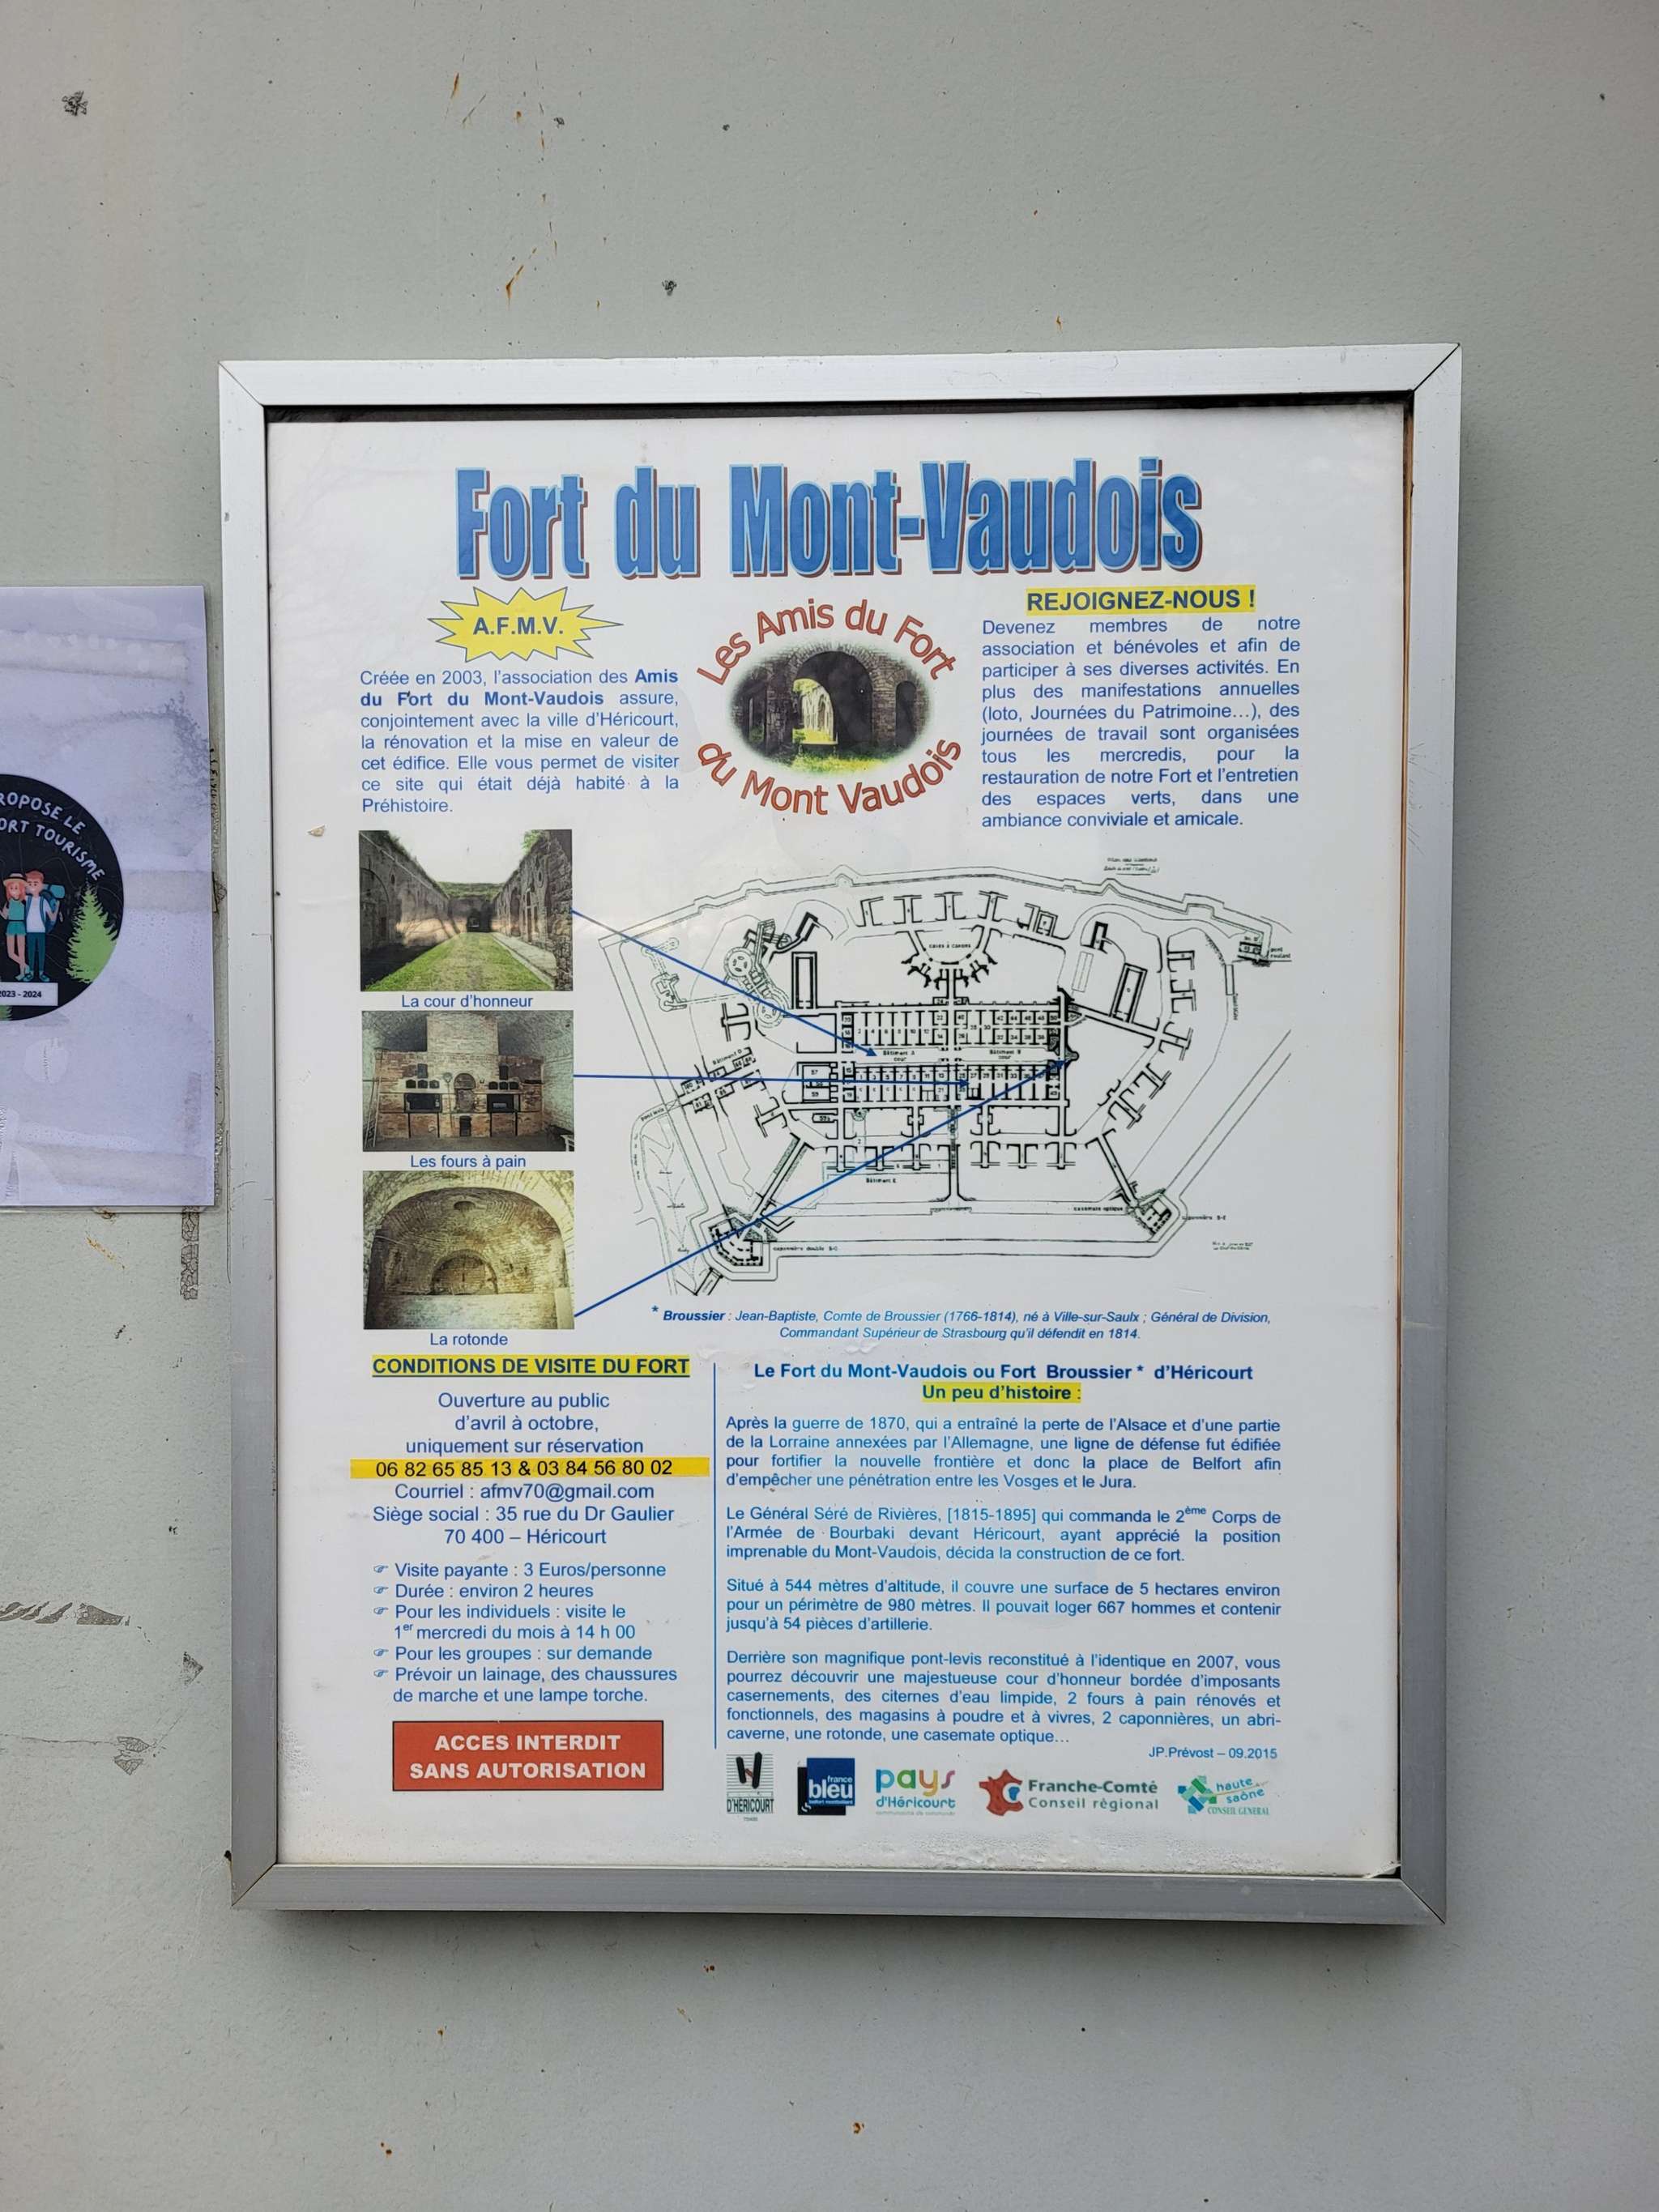 Fort du Mont-Vaudois
A.F.M.V.
Créée en 2003, l'association des Amis
du Fort du Mont-Vaudois assure,
conjointement avec la ville d'Héricourt,
la rénovation et la mise en valeur de
cet édifice. Elle vous permet de visiter
ce site qui était déjà habité à la
Préhistoire.
Les Amis du Fort
du Mont Vaudois
REJOIGNEZ-NOUS !
Devenez membres de notre
association et bénévoles et afin de
participer à ses diverses activités. En
plus des manifestations annuelles
(loto, Journées du Patrimoine...), des
journées de travail sont organisées
tous les mercredis, pour la
restauration de notre Fort et l'entretien
des espaces verts, dans une
ambiance conviviale et amicale.
La cour d'honneur
Les fours à pain
La rotonde
Bâtiment A
cour
Bâtiment B
cour
Bâtiment D
Bâtiment E
casemate optique
caponnière double
* Broussier : Jean-Baptiste, Comte de Broussier (1766-1814), né à Ville-sur-Saulx ; Général de Division,
Commandant Supérieur de Strasbourg qu'il défendit en 1814.
CONDITIONS DE VISITE DU FORT
Ouverture au public
d'avril à octobre,
uniquement sur réservation
06 82 65 85 13 & 03 84 56 80 02
Courriel : afmv70@gmail.com
Siège social : 35 rue du Dr Gaulier
70 400 – Héricourt
☞ Visite payante : 3 Euros/personne
☞ Durée : environ 2 heures
☞ Pour les individuels : visite le
1er mercredi du mois à 14 h 00
☞ Pour les groupes : sur demande
☞ Prévoir un lainage, des chaussures
de marche et une lampe torche.
ACCES INTERDIT
SANS AUTORISATION
Le Fort du Mont-Vaudois ou Fort Broussier * d'Héricourt
Un peu d'histoire :
Après la guerre de 1870, qui a entraîné la perte de l'Alsace et d'une partie
de la Lorraine annexées par l'Allemagne, une ligne de défense fut édifiée
pour fortifier la nouvelle frontière et donc la place de Belfort afin
d'empêcher une pénétration entre les Vosges et le Jura.
Le Général Séré de Rivières, [1815-1895] qui commanda le 2ème Corps de
l'Armée de Bourbaki devant Héricourt, ayant apprécié la position
imprenable du Mont-Vaudois, décida la construction de ce fort.
Situé à 544 mètres d'altitude, il couvre une surface de 5 hectares environ
pour un périmètre de 980 mètres. Il pouvait loger 667 hommes et contenir
jusqu'à 54 pièces d'artillerie.
Derrière son magnifique pont-levis reconstitué à l'identique en 2007, vous
pourrez découvrir une majestueuse cour d'honneur bordée d'imposants
casernements, des citernes d'eau limpide, 2 fours à pain rénovés et
fonctionnels, des magasins à poudre et à vivres, 2 caponnières, un abri-
caverne, une rotonde, une casemate optique...
JP.Prévost – 09.2015
D'HÉRICOURT
france
bleu
pays
d'Héricourt
Franche-Comté
Conseil régional
haute
saône
CONSEIL GENERAL
ROPOSE LE
ORT TOURISME
2023 - 2024